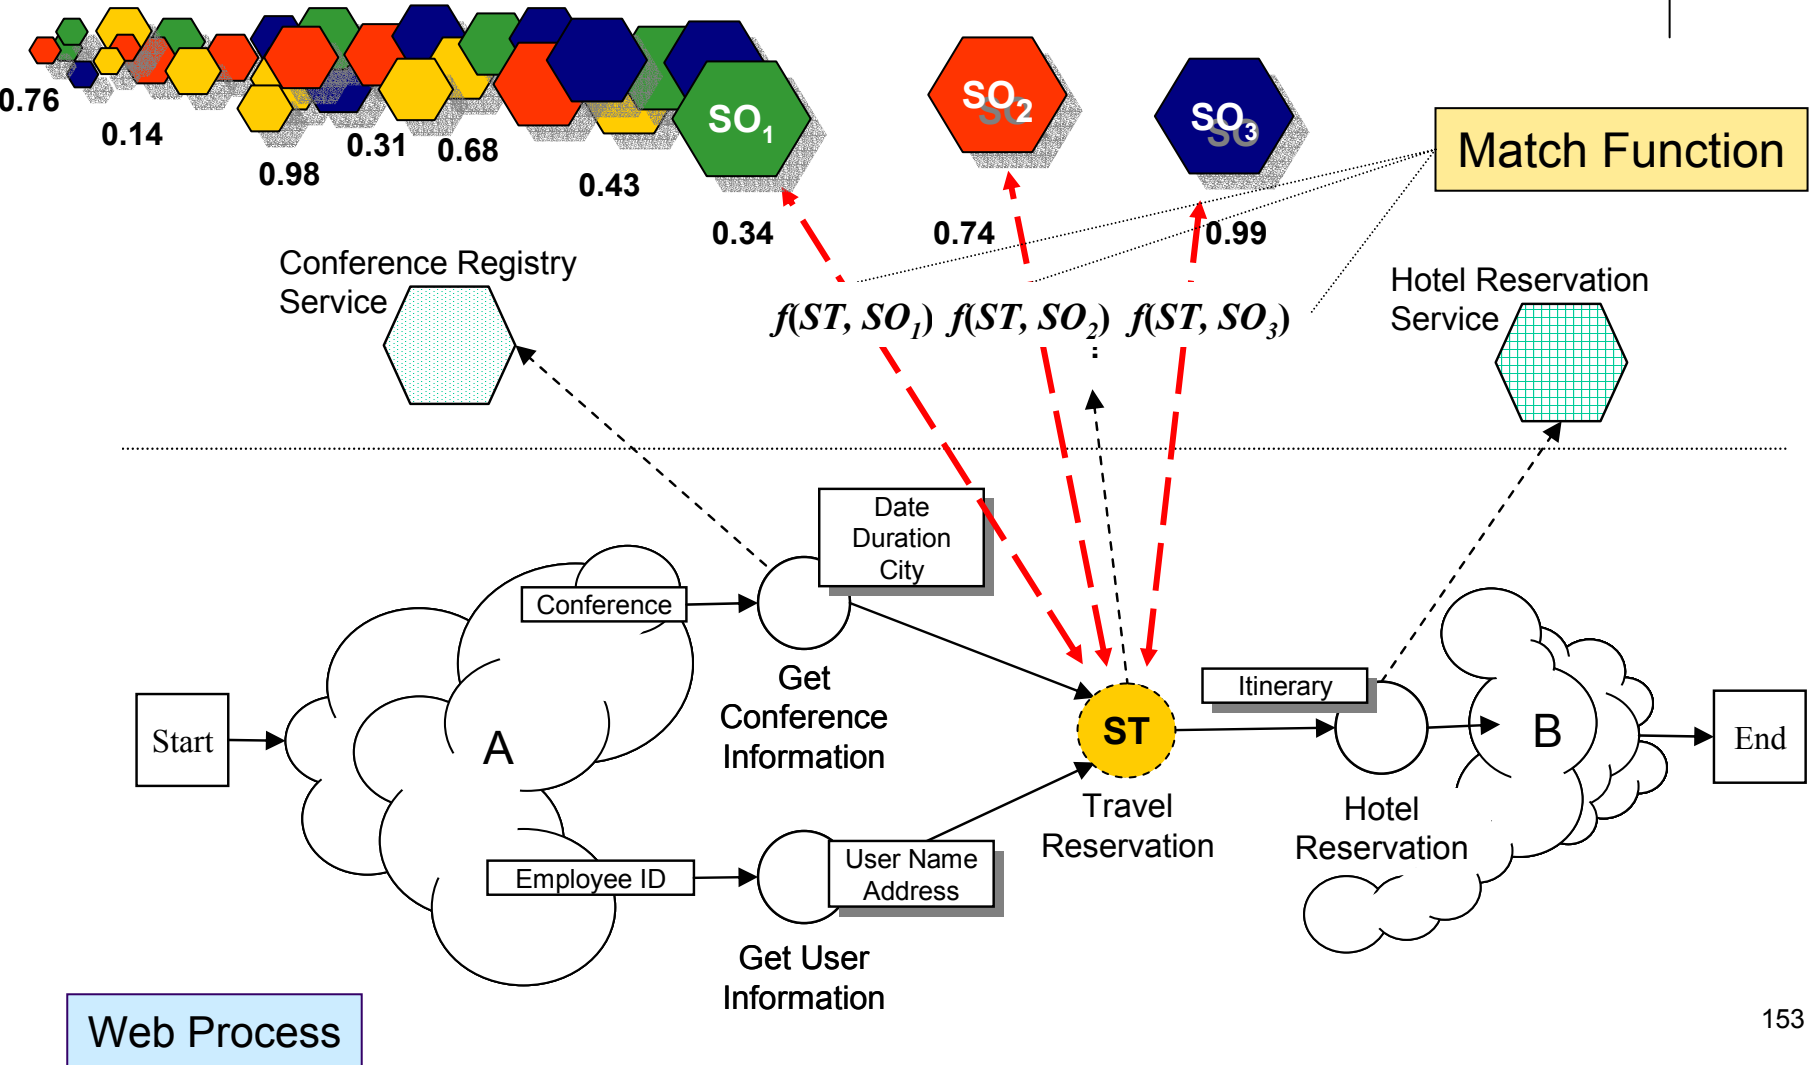 SO1
SO2
SO3
0.76
0.14
0.98
0.31
0.68
0.43
0.34
0.74
0.99
Match Function
Conference Registry
Service
f(ST, SO1) f(ST, SO2) f(ST, SO3)
:
Hotel Reservation
Service
Date
Duration
City
Conference
Get
Conference
Information
Start
A
ST
Travel
Reservation
Itinerary
Hotel
Reservation
B
End
Employee ID
User Name
Address
Get User
Information
Web Process
153